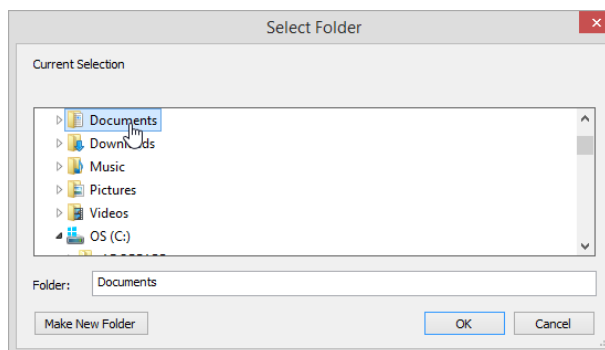 Select Folder
Current Selection
Documents
Downloads
Music
Pictures
Videos
OS (C:)
Folder: Documents
Make New Folder OK Cancel